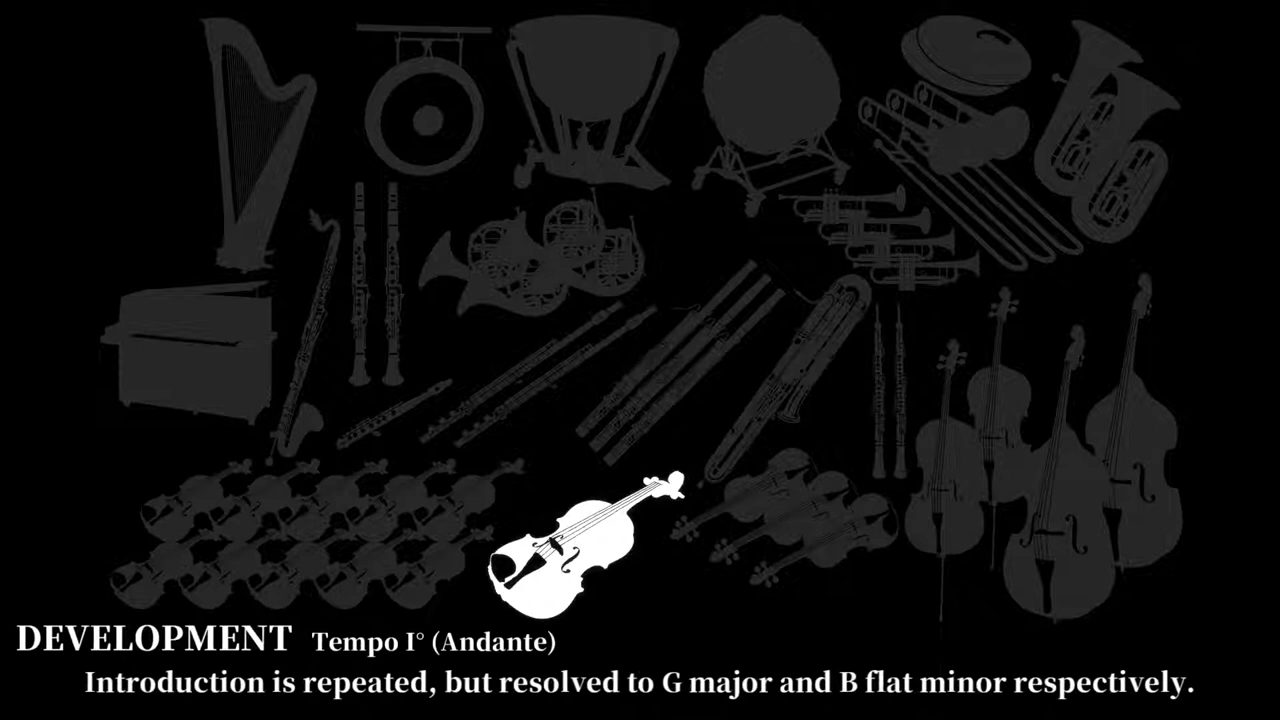 DEVELOPMENT Tempo I° (Andante)
Introduction is repeated, but resolved to G major and B flat minor respectively.